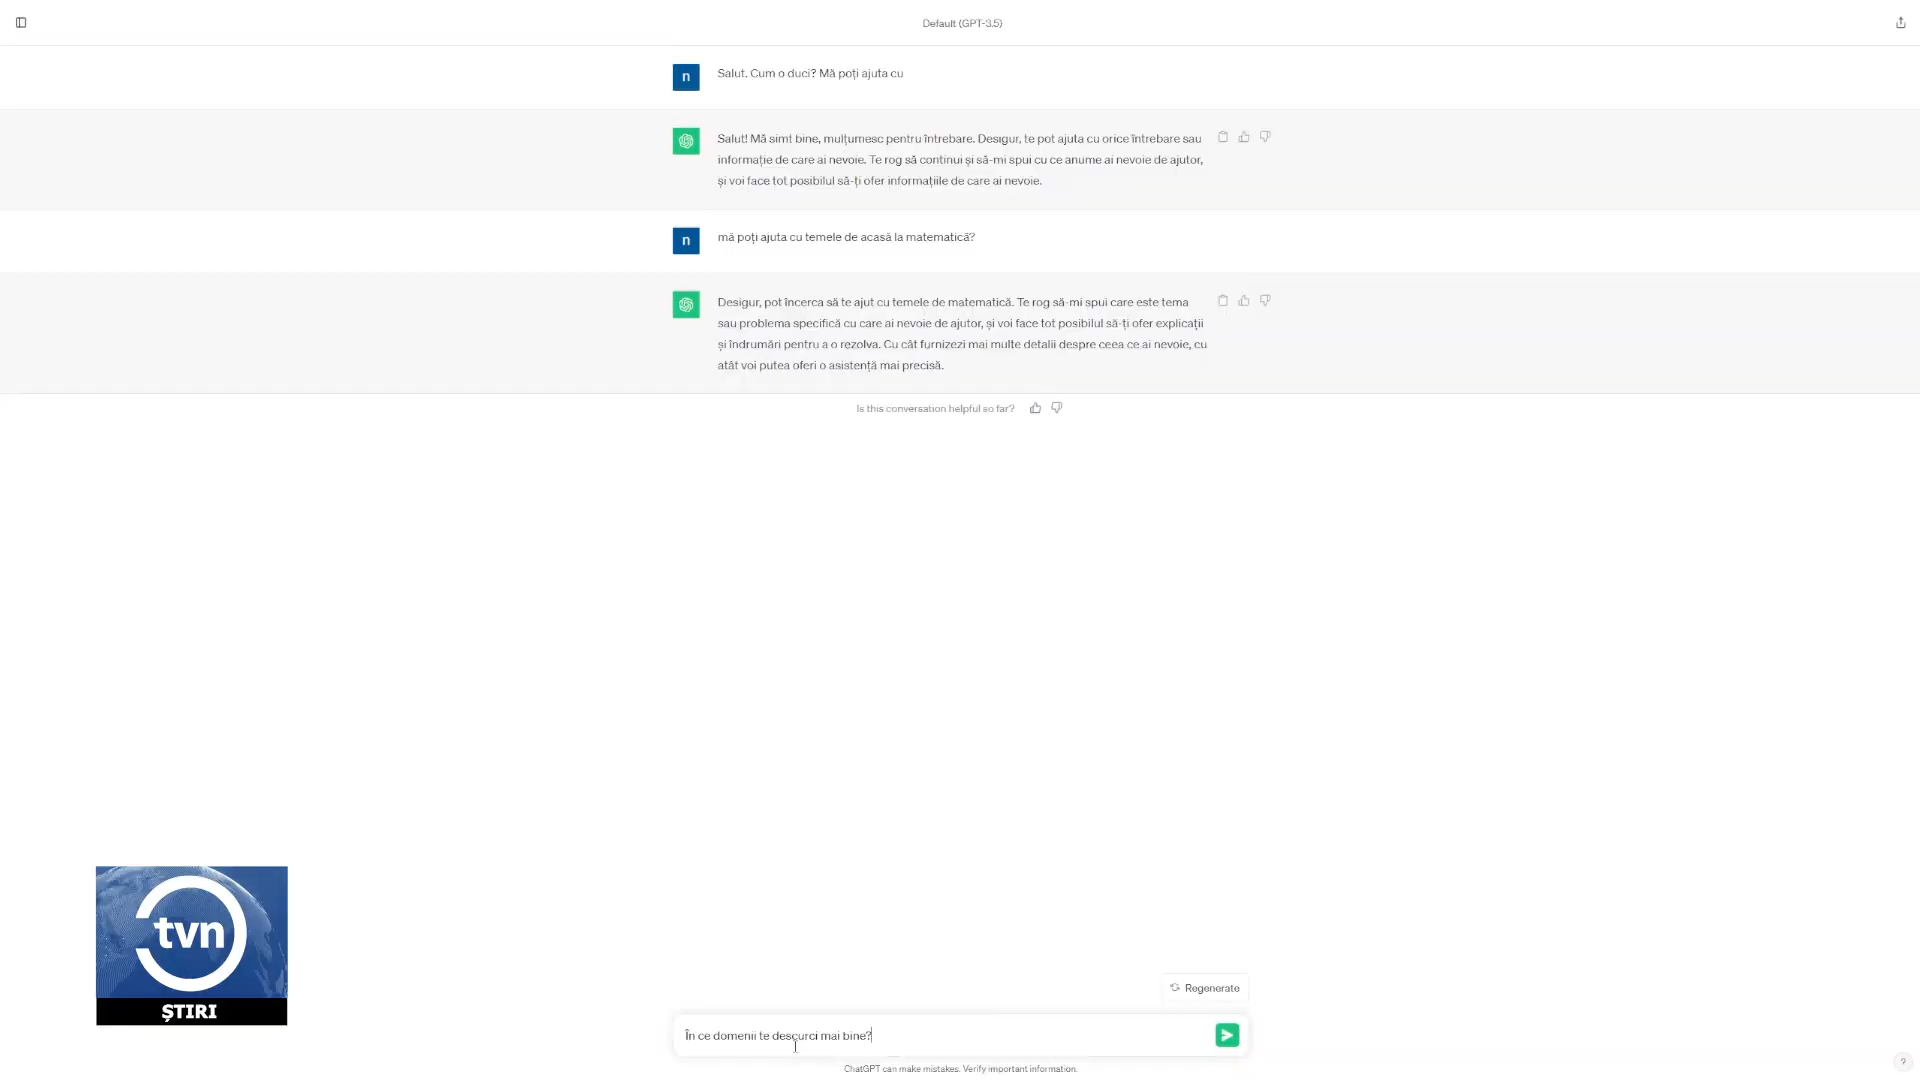 Default (GPT-3.5)
n
Salut. Cum o duci? Mă poți ajuta cu
Salut! Mă simt bine, mulțumesc pentru întrebare. Desigur, te pot ajuta cu orice întrebare sau
informație de care ai nevoie. Te rog să continui și să-mi spui cu ce anume ai nevoie de ajutor,
și voi face tot posibilul să-ți ofer informațiile de care ai nevoie.
n
mă poți ajuta cu temele de acasă la matematică?
Desigur, pot încerca să te ajut cu temele de matematică. Te rog să-mi spui care este tema
sau problema specifică cu care ai nevoie de ajutor, și voi face tot posibilul să-ți ofer explicații
și îndrumări pentru a o rezolva. Cu cât furnizezi mai multe detalii despre ceea ce ai nevoie, cu
atât voi putea oferi o asistență mai precisă.
Is this conversation helpful so far?
tvn
ȘTIRI
Regenerate
În ce domenii te descurci mai bine?
ChatGPT can make mistakes. Verify important information.
?